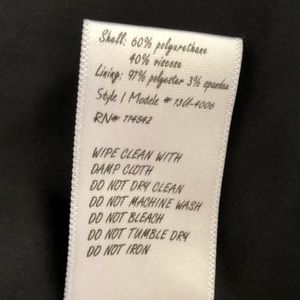 Shell: 60% polyurethane
40% viscose
Lining: 97% polyester 3% spandex
Style / Modele # 1361-4006
RN# 114542
WIPE CLEAN WITH
DAMP CLOTH
DO NOT DRY CLEAN
DO NOT MACHINE WASH
DO NOT BLEACH
DO NOT TUMBLE DRY
DO NOT IRON